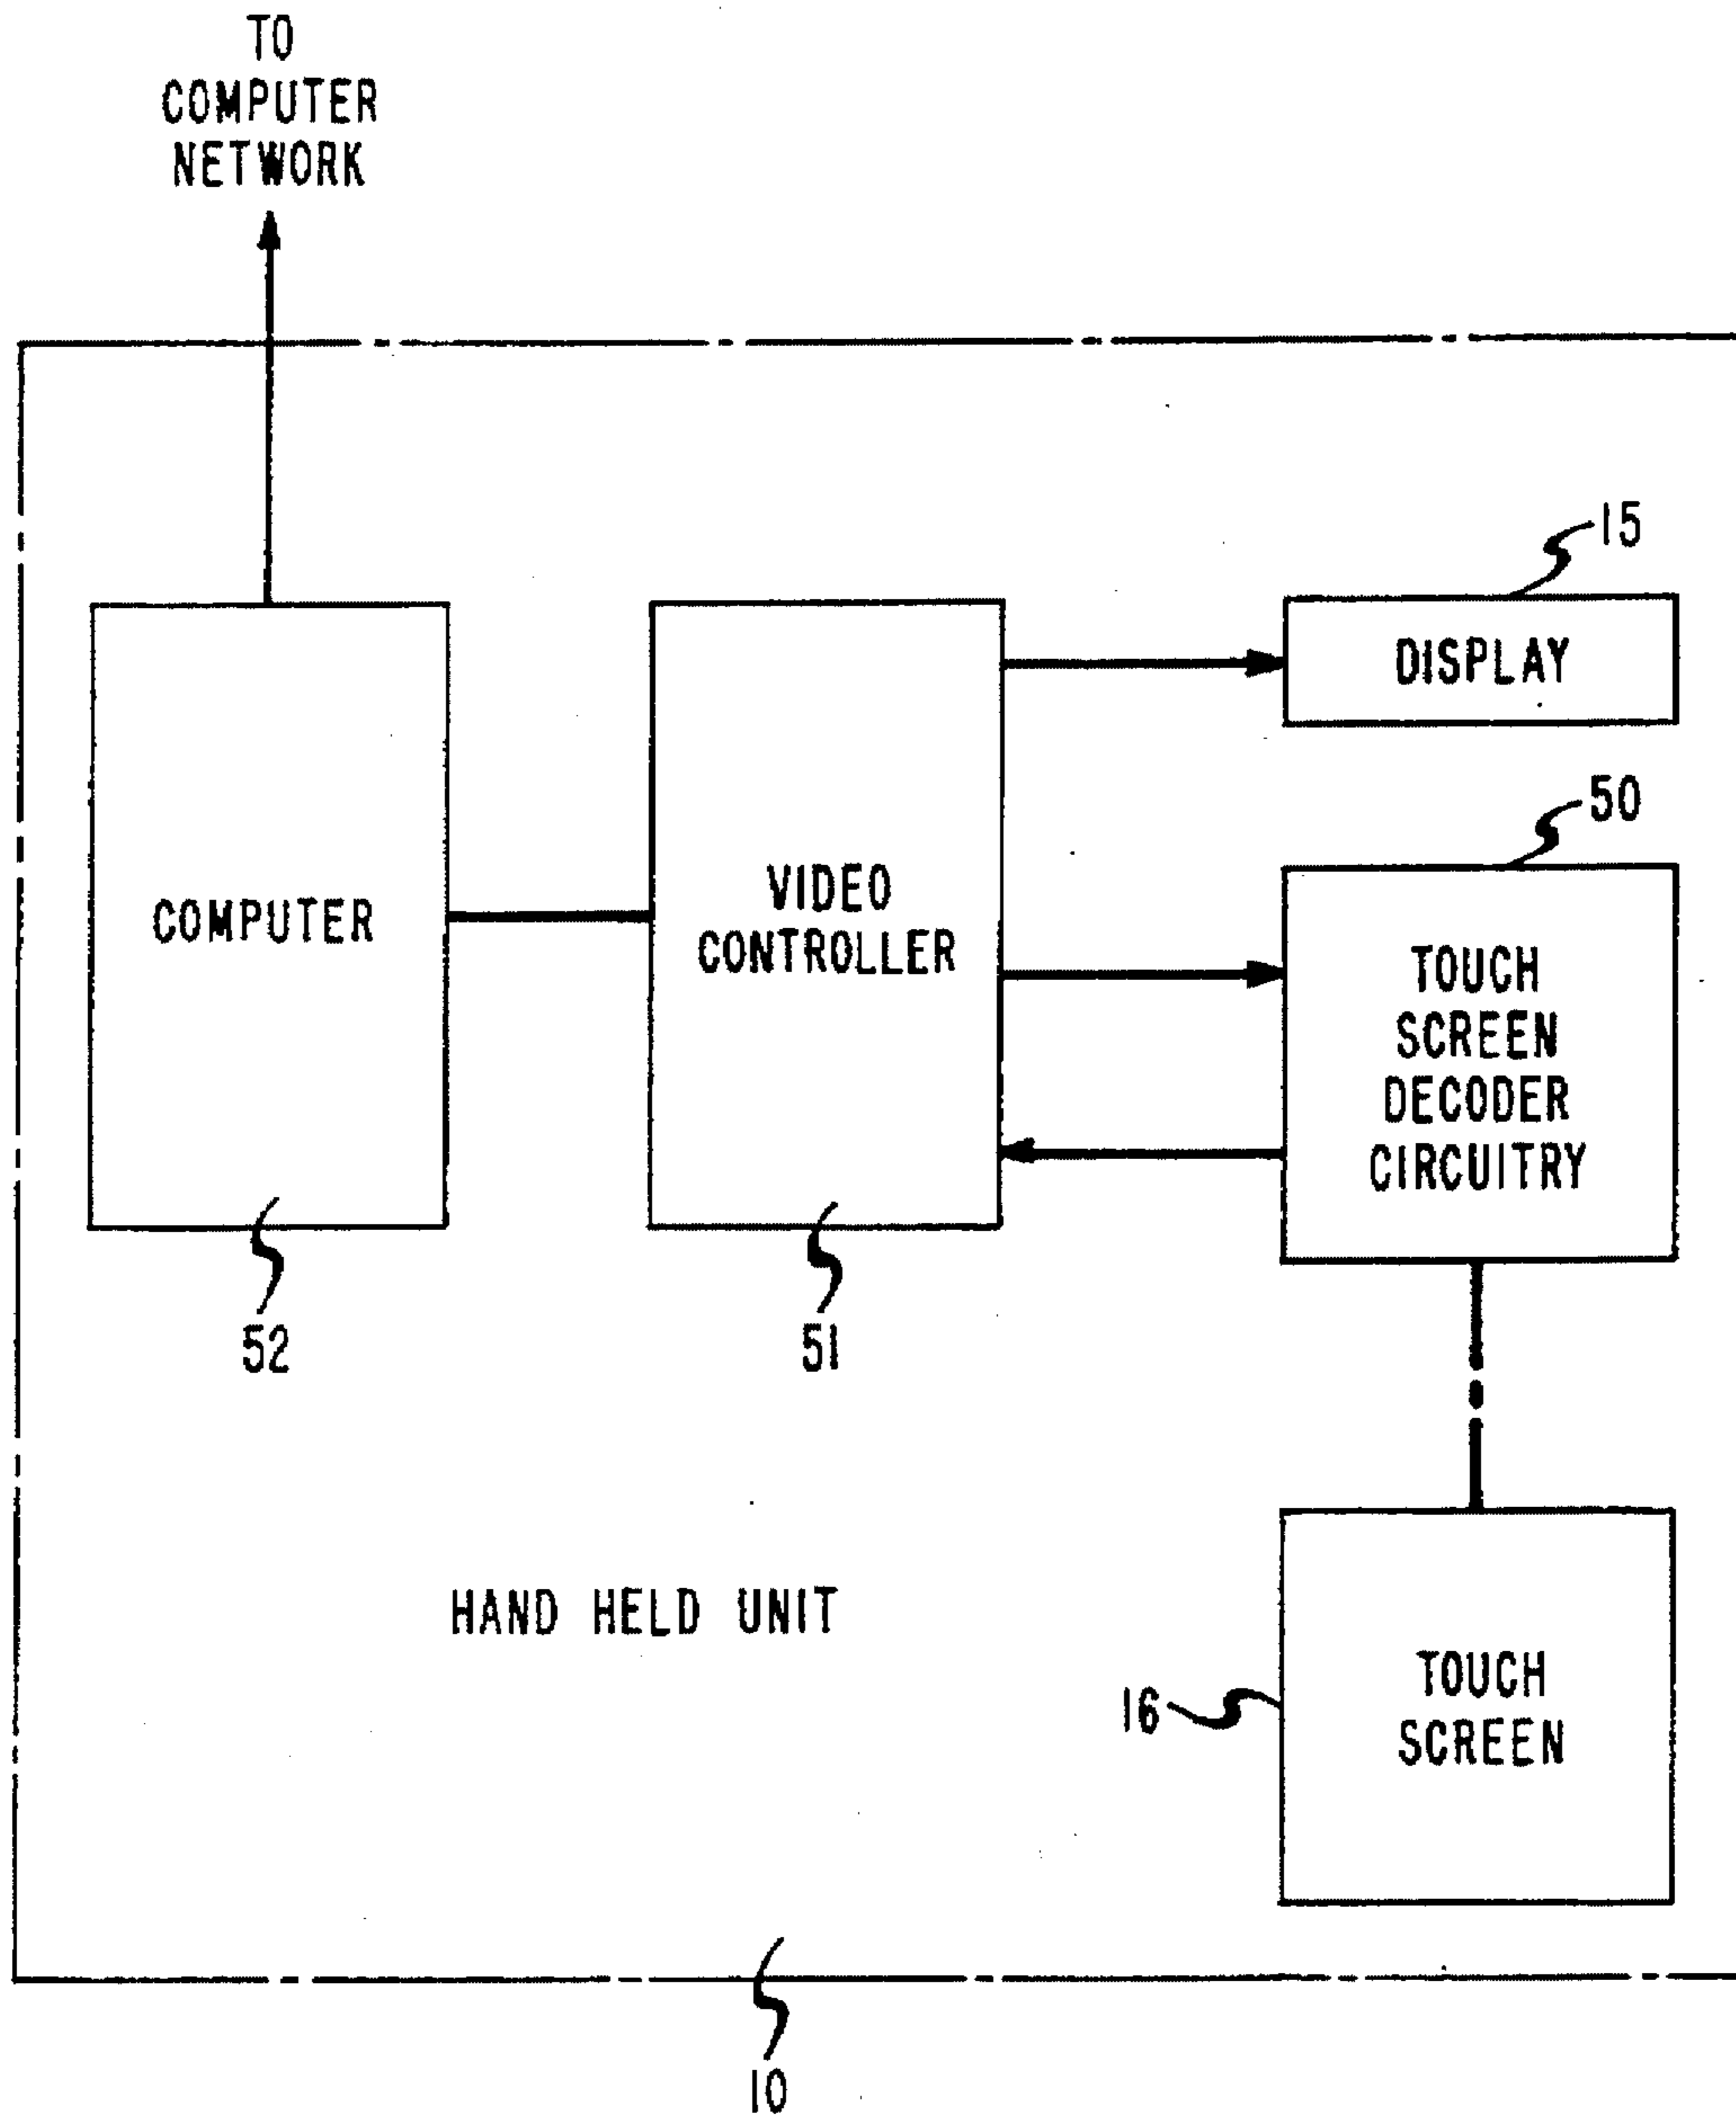 TO
COMPUTER
NETWORK
15
DISPLAY
50
COMPUTER
VIDEO
CONTROLLER
TOUCH
SCREEN
DECODER
CIRCUITRY
52
51
HAND HELD UNIT
16
TOUCH
SCREEN
10